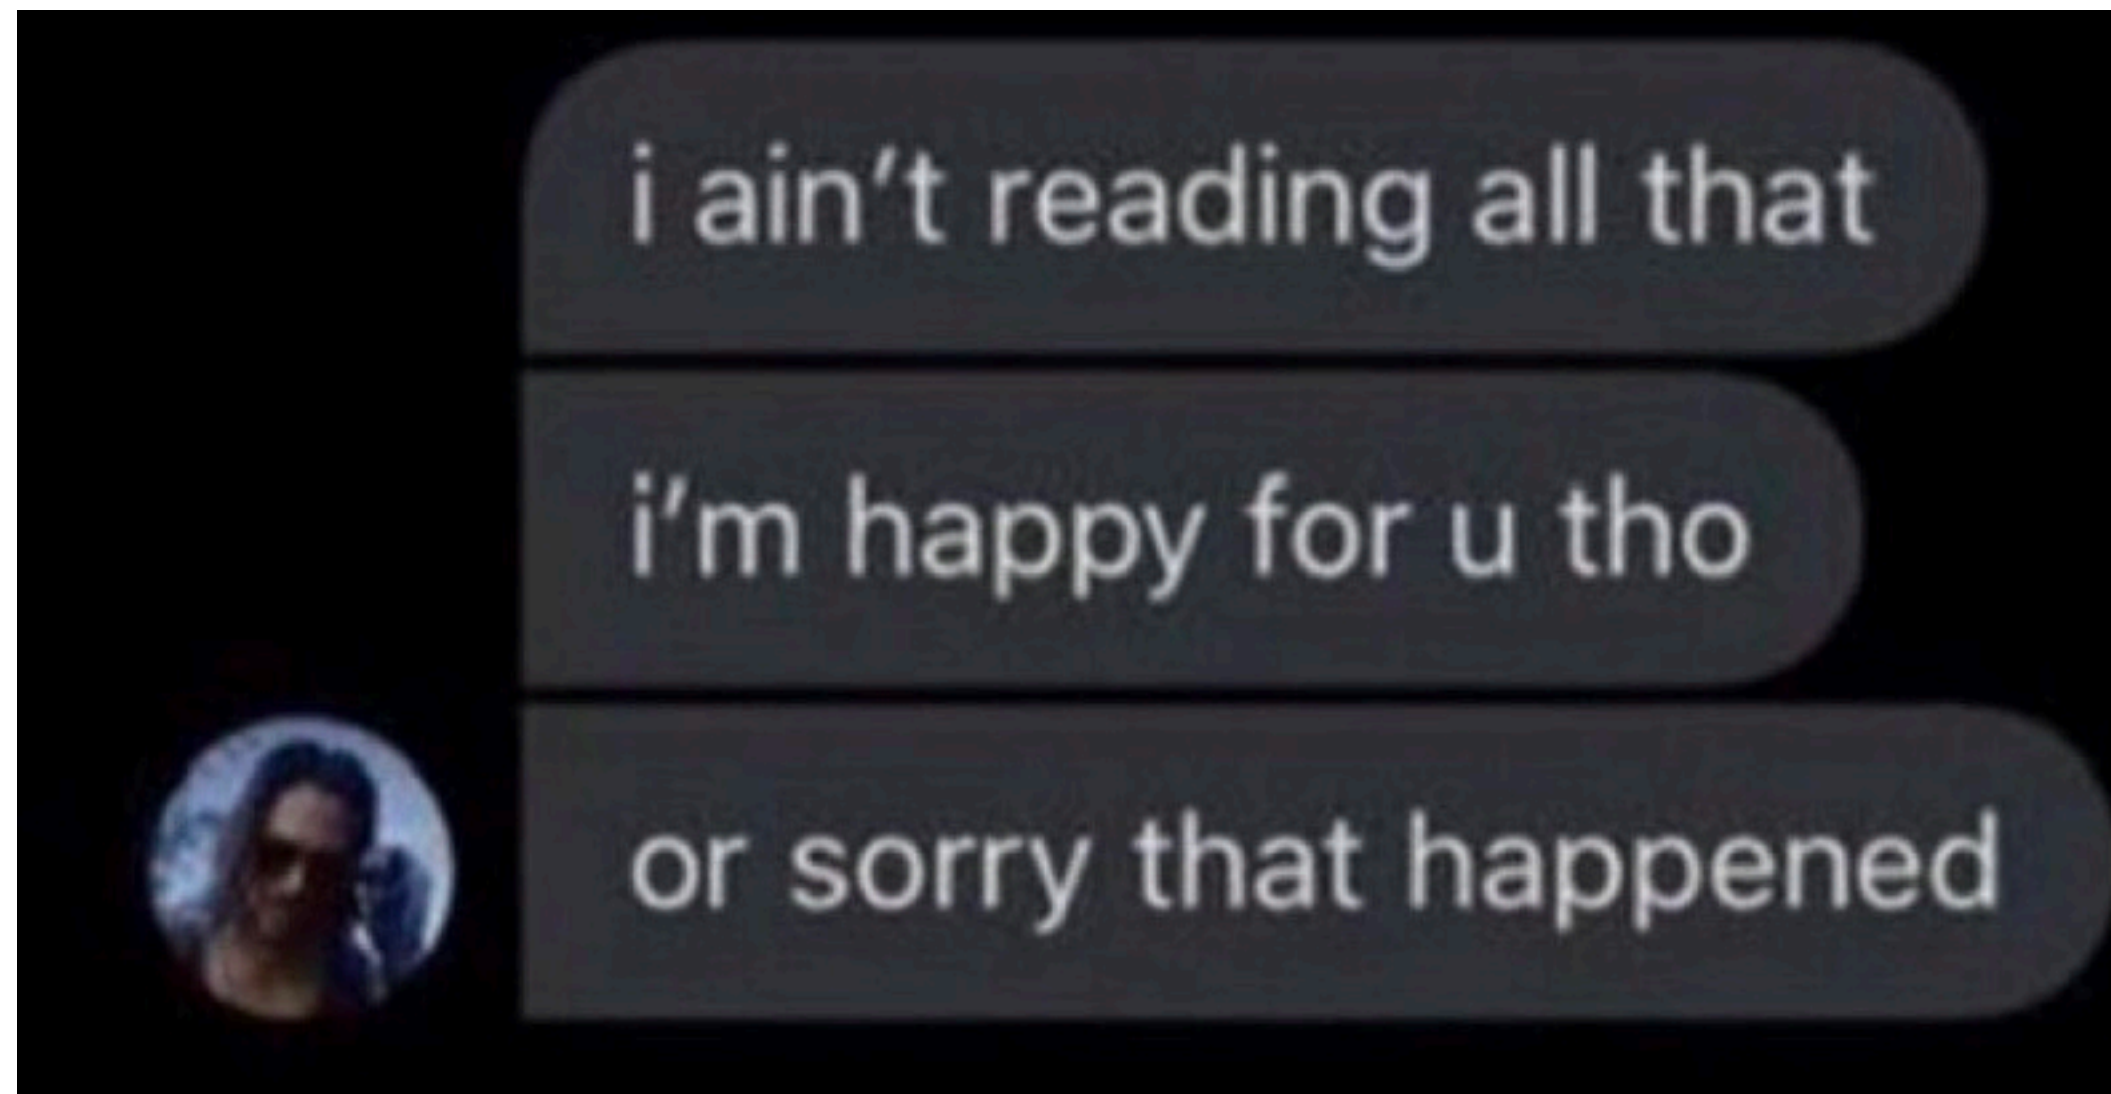 i ain’t reading all that
i’m happy for u tho
or sorry that happened